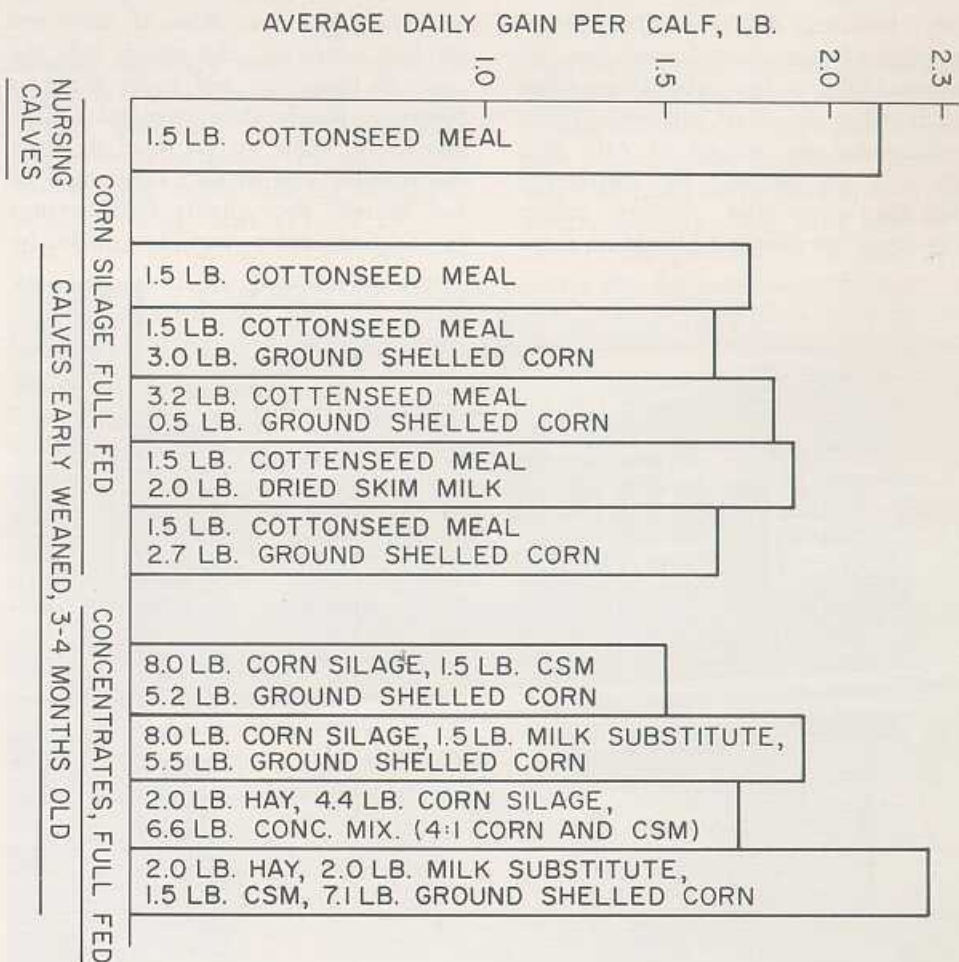 AVERAGE DAILY GAIN PER CALF, LB.
1.0
1.5
2.0
2.3
NURSING
CALVES
CORN SILAGE FULL FED
CALVES EARLY WEANED, 3-4 MONTHS OLD
CONCENTRATES, FULL FED
1.5 LB. COTTONSEED MEAL
1.5 LB. COTTONSEED MEAL
1.5 LB. COTTONSEED MEAL
3.0 LB. GROUND SHELLED CORN
3.2 LB. COTTENSEED MEAL
0.5 LB. GROUND SHELLED CORN
1.5 LB. COTTENSEED MEAL
2.0 LB. DRIED SKIM MILK
1.5 LB. COTTONSEED MEAL
2.7 LB. GROUND SHELLED CORN
8.0 LB. CORN SILAGE, 1.5 LB. CSM
5.2 LB. GROUND SHELLED CORN
8.0 LB. CORN SILAGE, 1.5 LB. MILK SUBSTITUTE,
5.5 LB. GROUND SHELLED CORN
2.0 LB. HAY, 4.4 LB. CORN SILAGE,
6.6 LB. CONC. MIX. (4:1 CORN AND CSM)
2.0 LB. HAY, 2.0 LB. MILK SUBSTITUTE,
1.5 LB. CSM, 7.1 LB. GROUND SHELLED CORN